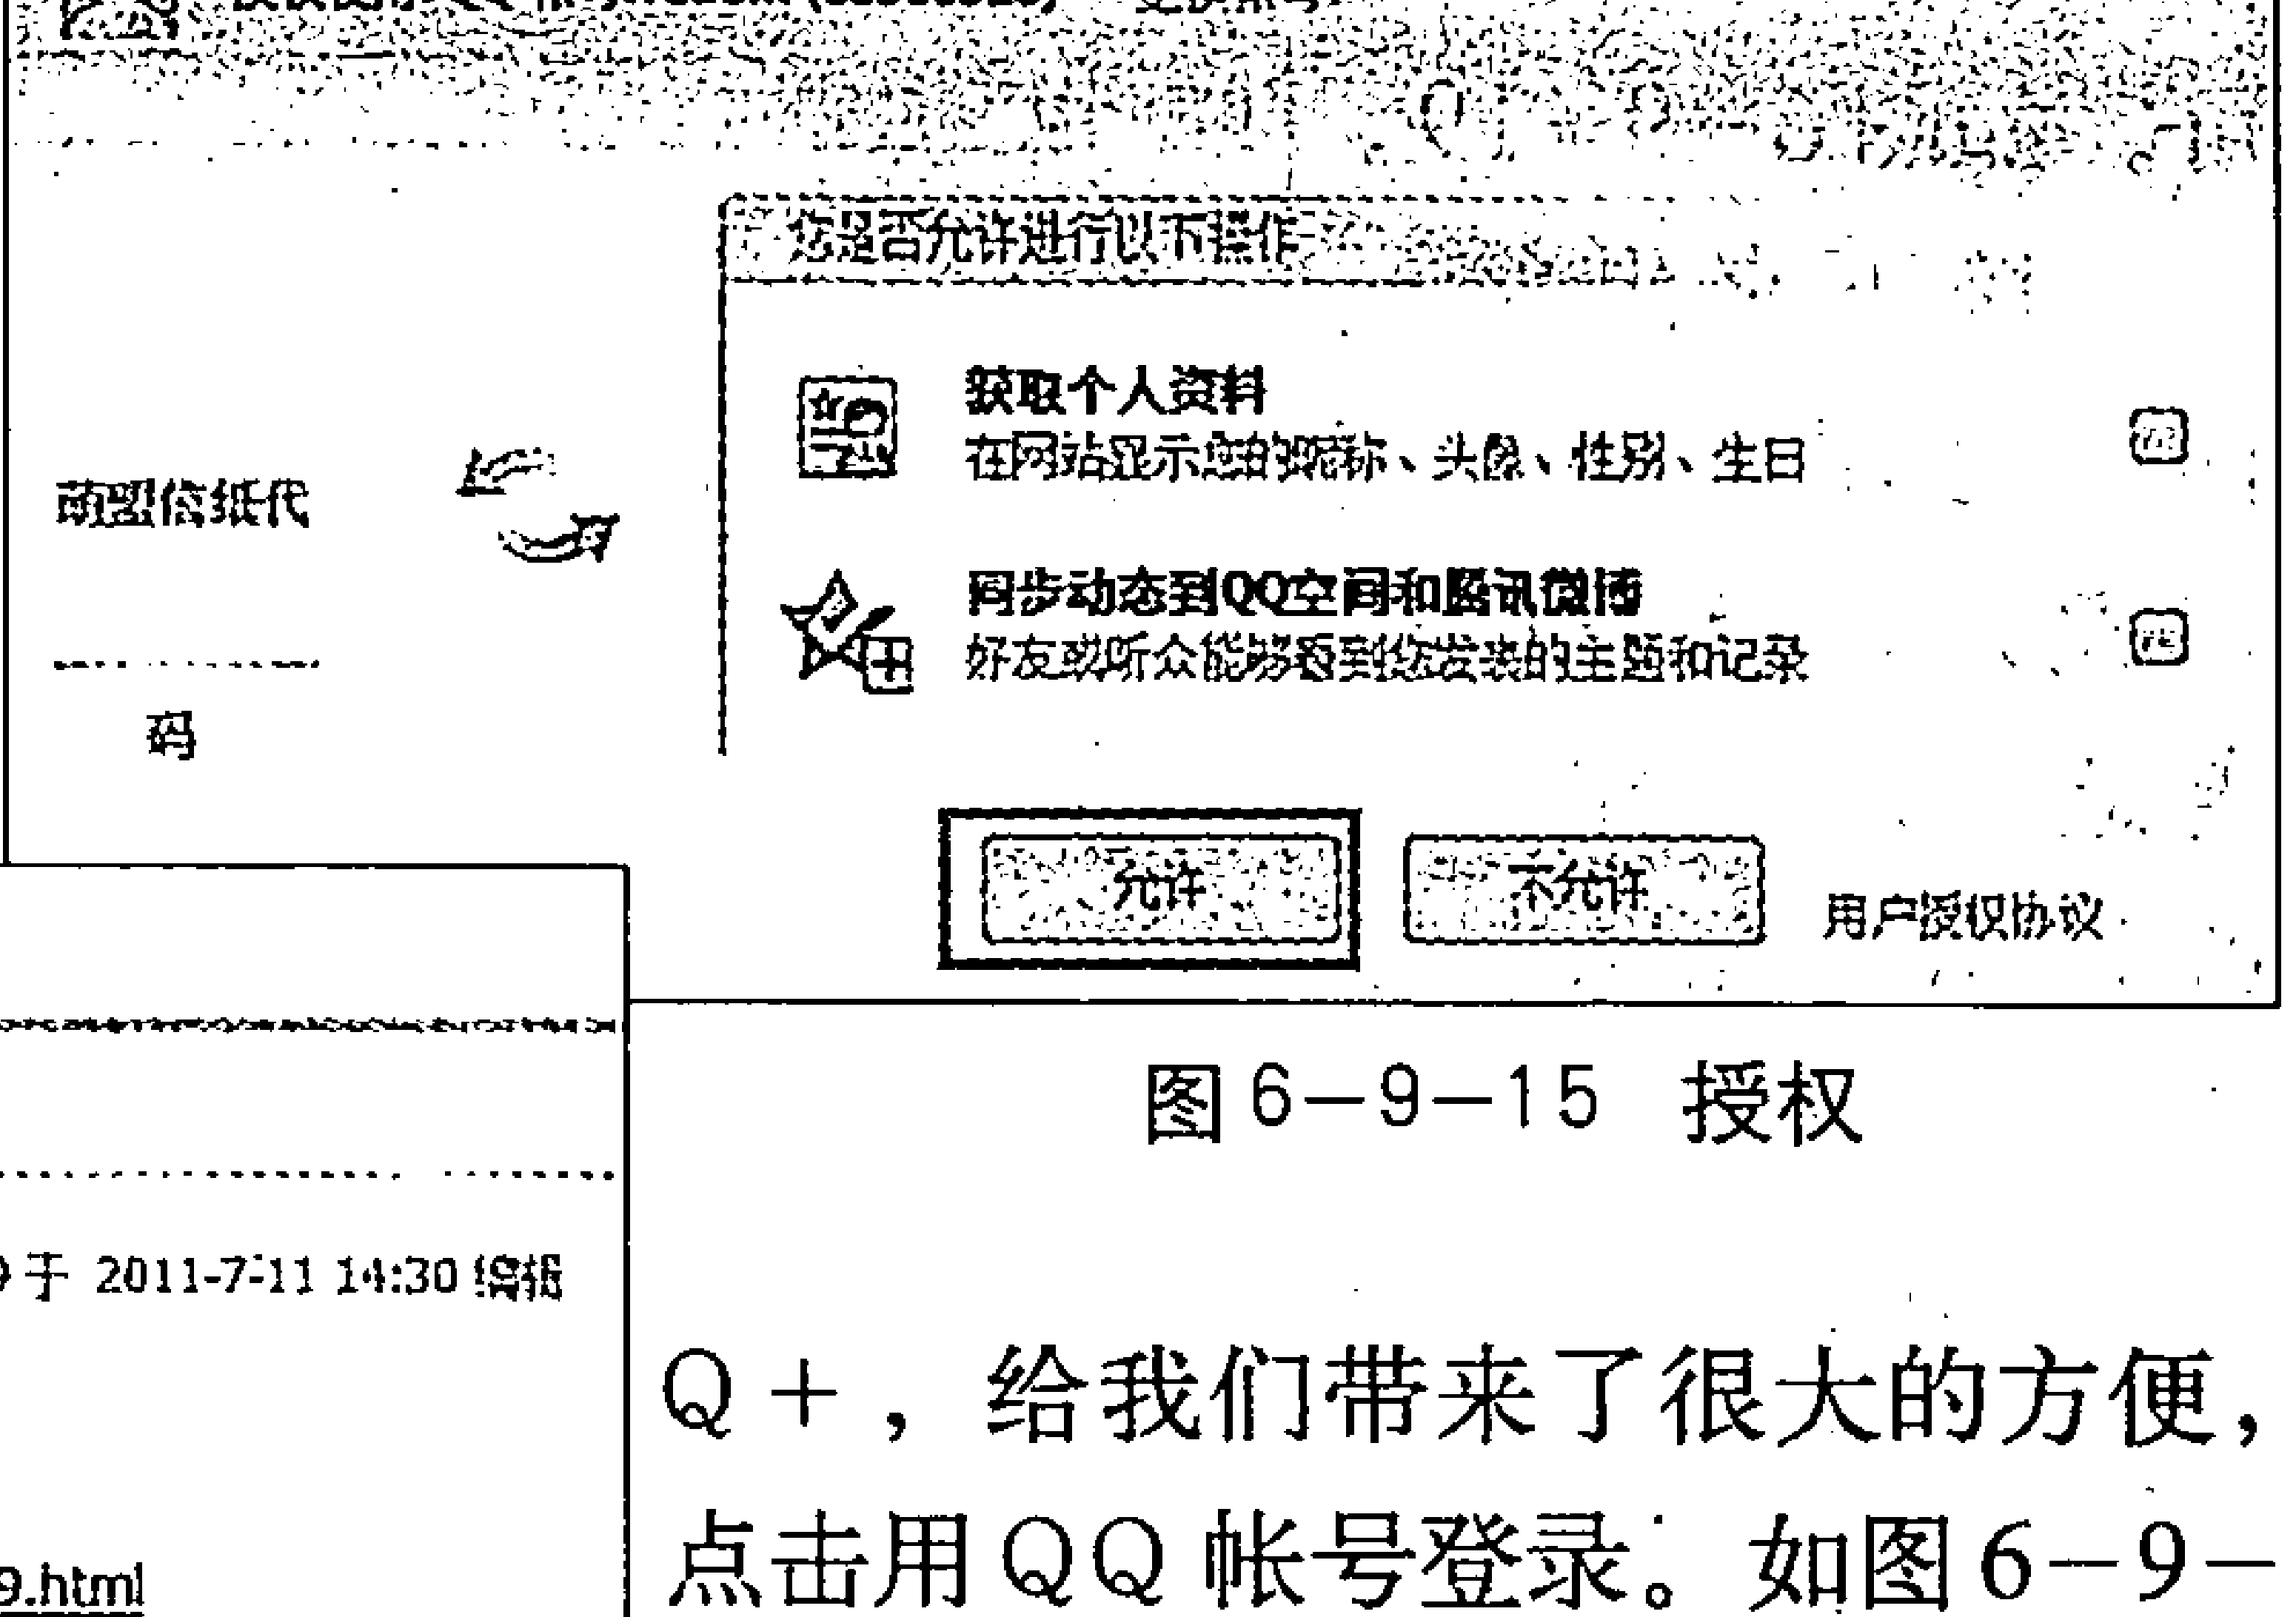 您是否允许进行以下操作
获取个人资料
在网站显示您的昵称、头像、性别、生日
萌盟信纸代
同步动态到QQ空间和腾讯微博
好友或听众能够看到您发表的主题和记录
码
允许
不允许
用户授权协议
图6-9-15 授权
于 2011-7-11 14:30 编辑
Q+,给我们带来了很大的方便,
点击用QQ帐号登录。如图6-9-
9.html